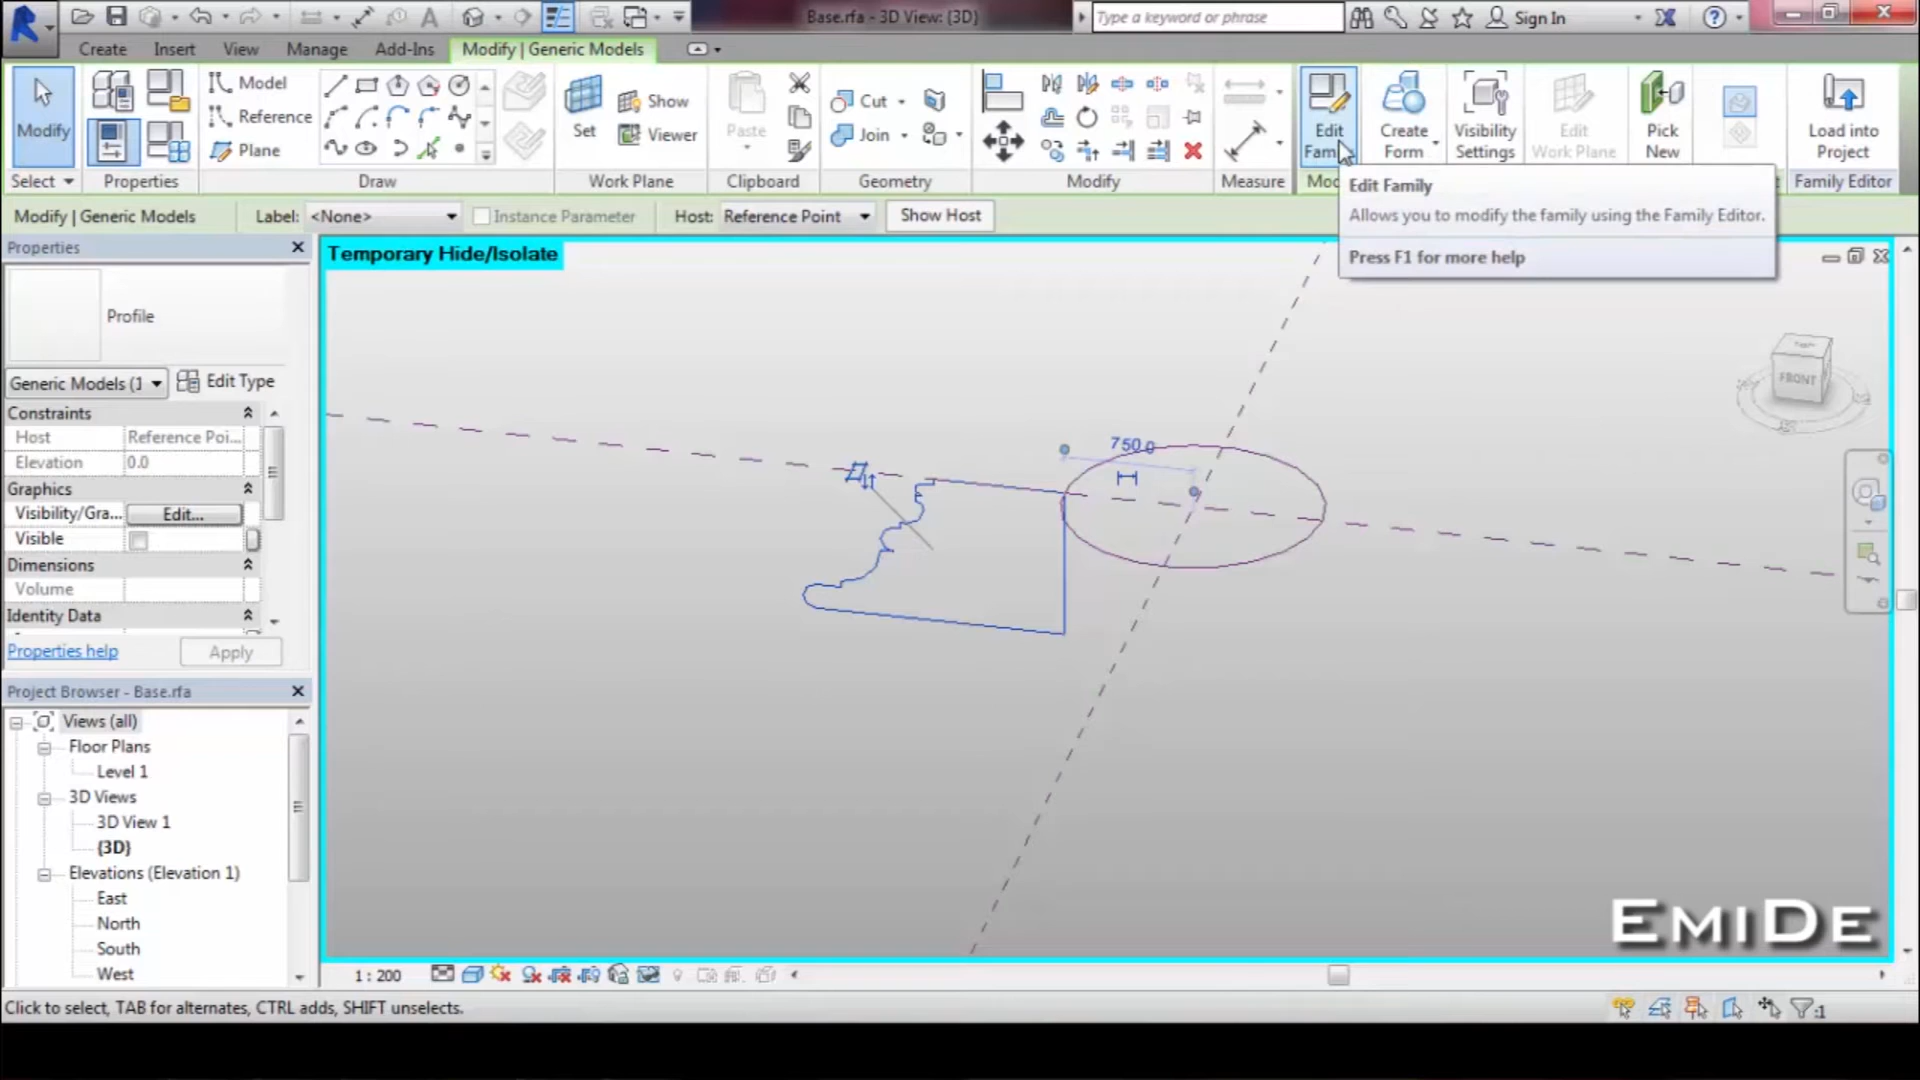 Base.rfa - 3D View: {3D}
Type a keyword or phrase
Sign In
Create
Insert
View
Manage
Add-Ins
Modify | Generic Models
Modify
Model
Reference
Plane
Set
Show
Viewer
Paste
Cut
Join
Edit
Family
Create
Form
Visibility
Settings
Edit
Work Plane
Pick
New
Load into
Project
Select
Properties
Draw
Work Plane
Clipboard
Geometry
Modify
Measure
Family Editor
Edit Family
Allows you to modify the family using the Family Editor.
Press F1 for more help
Modify | Generic Models
Label: <None>
Instance Parameter
Host: Reference Point
Show Host
Properties
Profile
Generic Models (1
Edit Type
Constraints
Host
Reference Poi...
Elevation
0.0
Graphics
Visibility/Gra...
Edit...
Visible
Dimensions
Volume
Identity Data
Properties help
Apply
Project Browser - Base.rfa
Views (all)
Floor Plans
Level 1
3D Views
3D View 1
{3D}
Elevations (Elevation 1)
East
North
South
West
Temporary Hide/Isolate
750.0
TOP
FRONT
EMIDE
1 : 200
Click to select, TAB for alternates, CTRL adds, SHIFT unselects.
:1